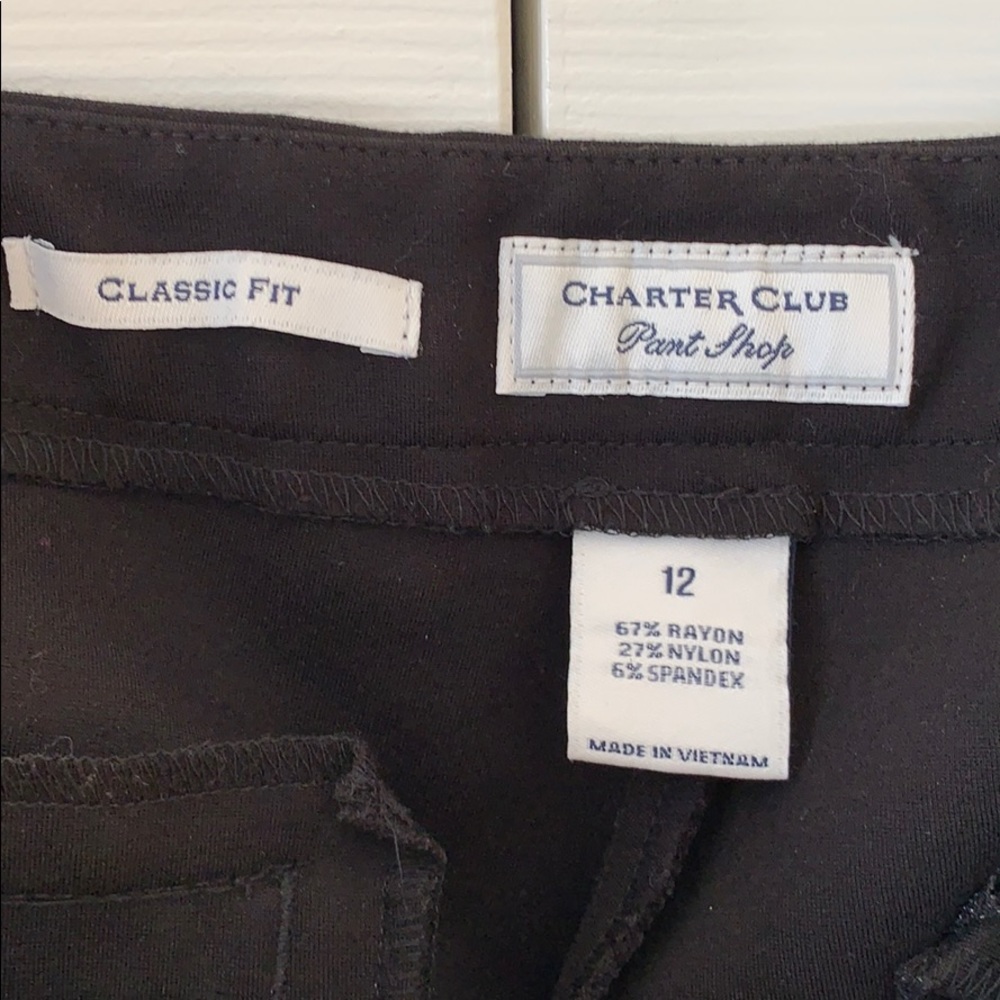 CLASSIC FIT
CHARTER CLUB
Pant Shop
12
67% RAYON
27% NYLON
6% SPANDEX
MADE IN VIETNAM